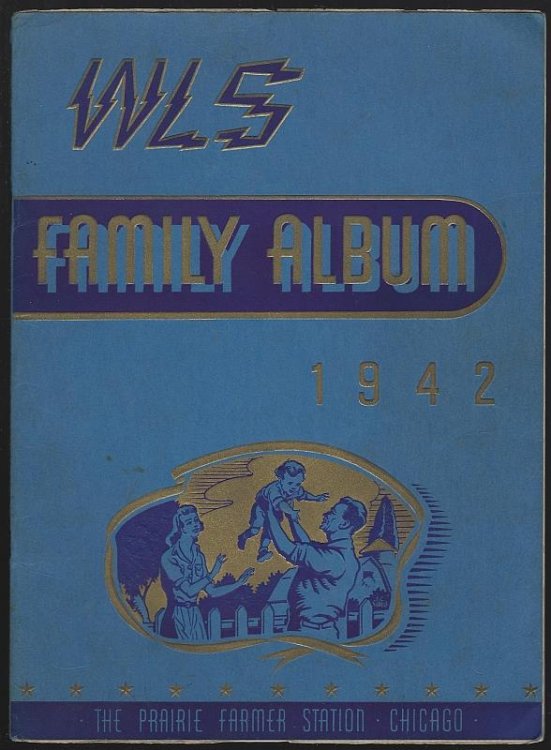 WLS
FAMILY ALBUM
1942
· THE PRAIRIE FARMER STATION · CHICAGO ·